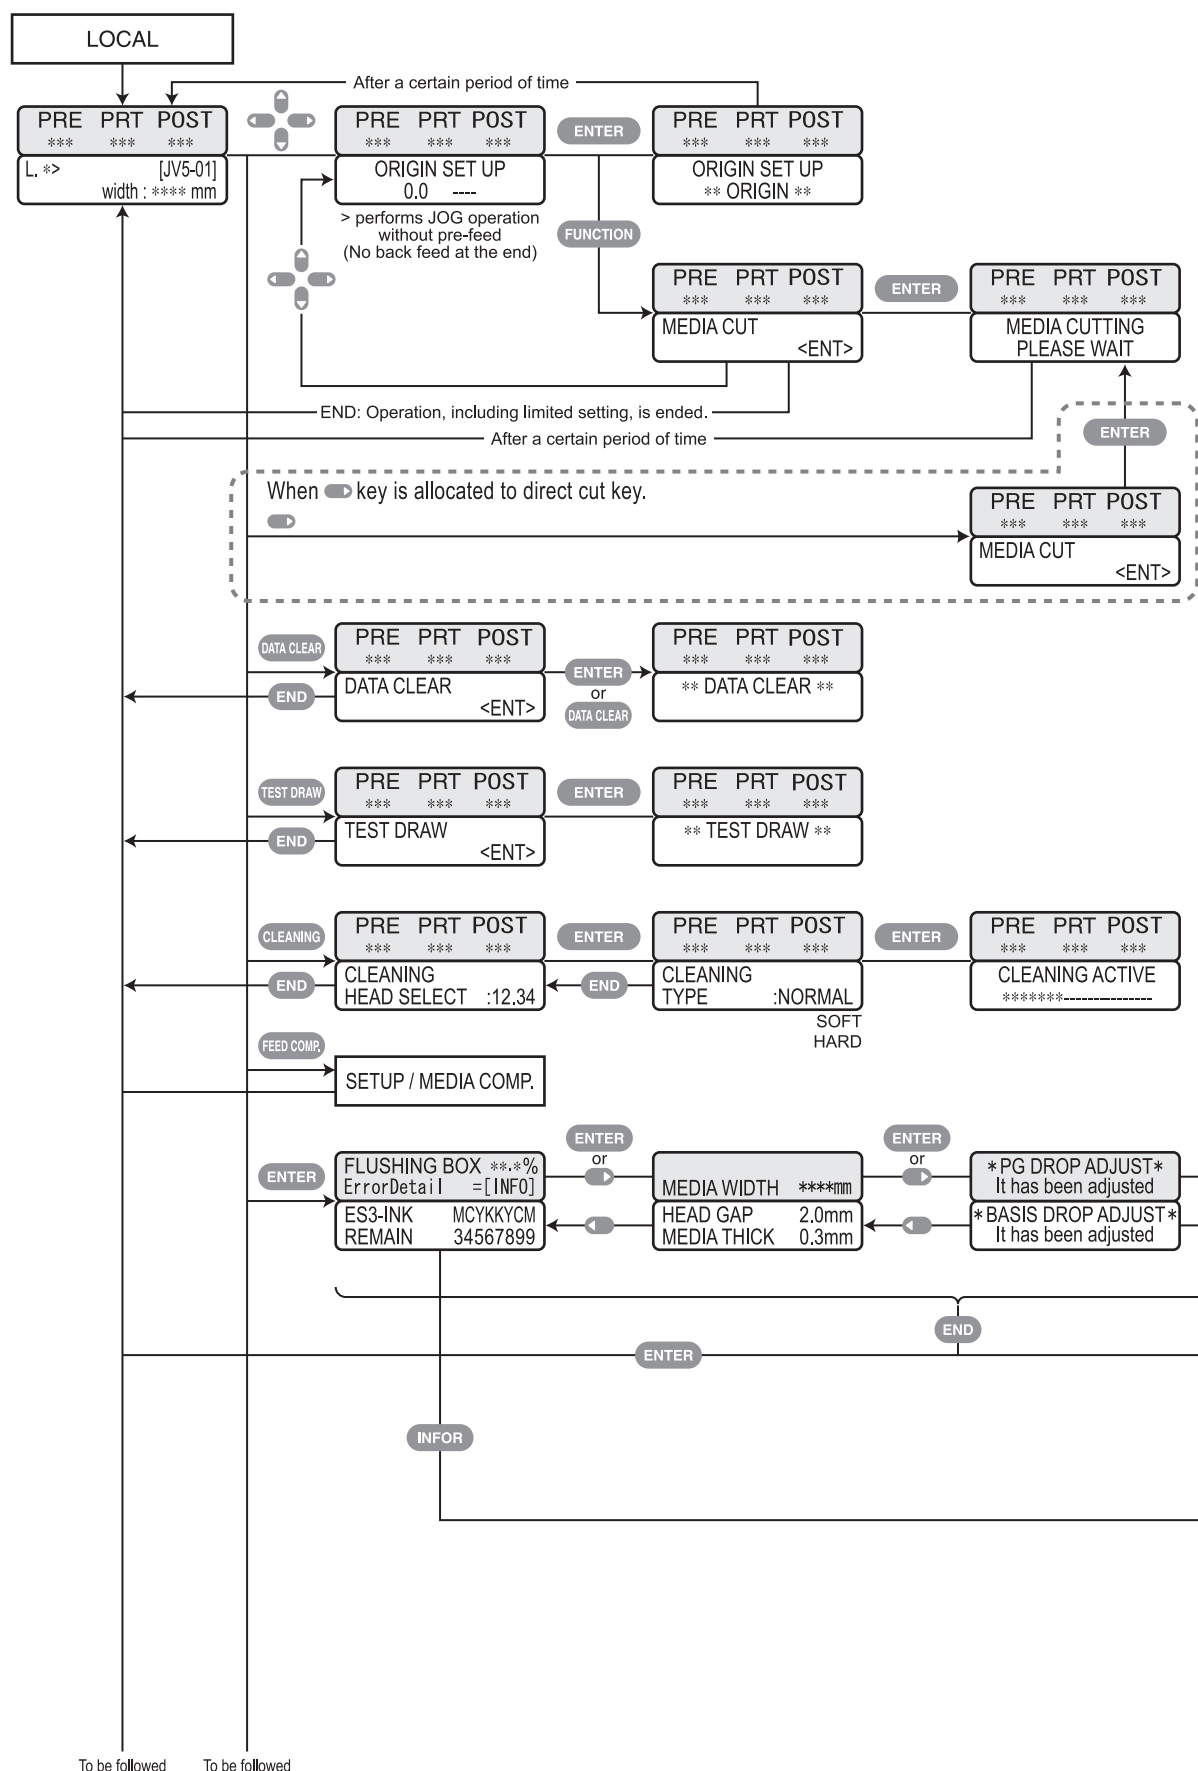 LOCAL
After a certain period of time
PRE PRT POST
*** *** ***
L. *> [JV5-01]
width : **** mm
PRE PRT POST
*** *** ***
ORIGIN SET UP
0.0 ----
> performs JOG operation
without pre-feed
(No back feed at the end)
ENTER
PRE PRT POST
*** *** ***
ORIGIN SET UP
** ORIGIN **
FUNCTION
PRE PRT POST
*** *** ***
MEDIA CUT
<ENT>
ENTER
PRE PRT POST
*** *** ***
MEDIA CUTTING
PLEASE WAIT
END: Operation, including limited setting, is ended.
After a certain period of time
ENTER
When key is allocated to direct cut key.
PRE PRT POST
*** *** ***
MEDIA CUT
<ENT>
DATA CLEAR
END
PRE PRT POST
*** *** ***
DATA CLEAR
<ENT>
ENTER
or
DATA CLEAR
PRE PRT POST
*** *** ***
** DATA CLEAR **
TEST DRAW
END
PRE PRT POST
*** *** ***
TEST DRAW
<ENT>
ENTER
PRE PRT POST
*** *** ***
** TEST DRAW **
CLEANING
END
PRE PRT POST
*** *** ***
CLEANING
HEAD SELECT :12.34
ENTER
END
PRE PRT POST
*** *** ***
CLEANING
TYPE :NORMAL
SOFT
HARD
ENTER
PRE PRT POST
*** *** ***
CLEANING ACTIVE
*******---------------
FEED COMP.
SETUP / MEDIA COMP.
ENTER
FLUSHING BOX **.*%
ErrorDetail =[INFO]
ES3-INK MCYKKYCM
REMAIN 34567899
ENTER
or
MEDIA WIDTH ****mm
HEAD GAP 2.0mm
MEDIA THICK 0.3mm
ENTER
or
*PG DROP ADJUST*
It has been adjusted
*BASIS DROP ADJUST*
It has been adjusted
END
ENTER
INFOR
To be followed To be followed